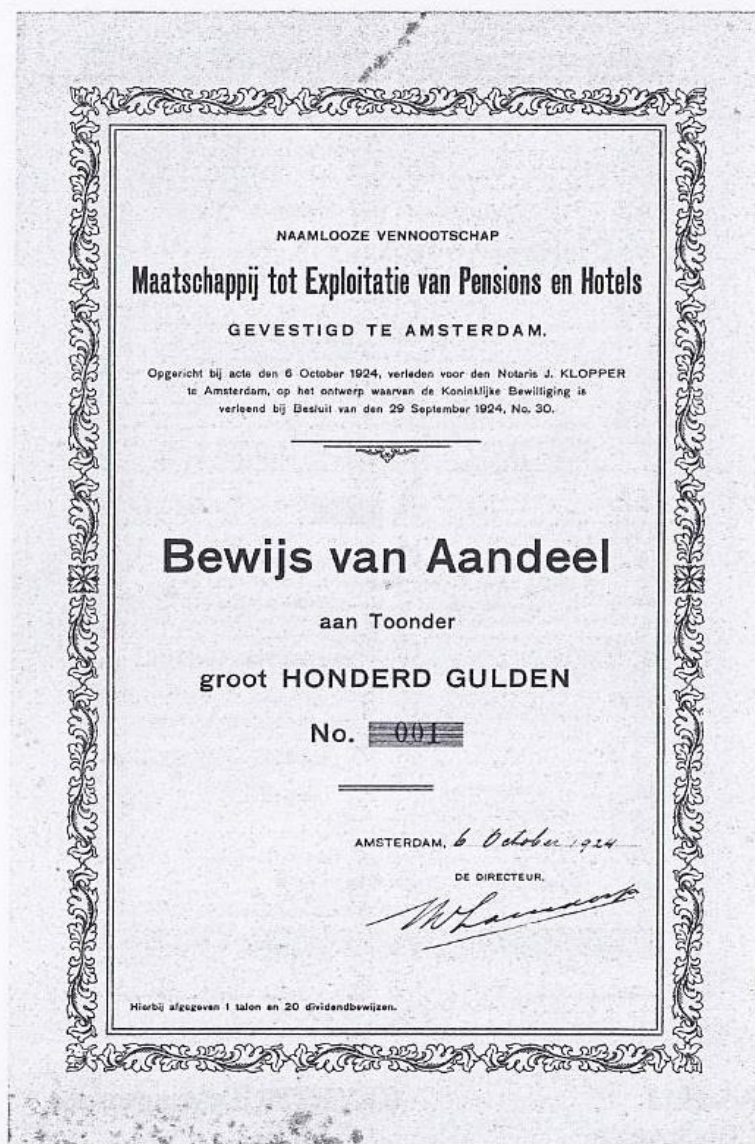 NAAMLOOZE VENNOOTSCHAP
Maatschappij tot Exploitatie van Pensions en Hotels
GEVESTIGD TE AMSTERDAM.
Opgericht bij acte den 6 October 1924, verleden voor den Notaris J. KLOPPER
te Amsterdam, op het ontwerp waarvan de Koninklijke Bewilliging is
verleend bij Besluit van den 29 September 1924, No. 30.
Bewijs van Aandeel
aan Toonder
groot HONDERD GULDEN
No. 001
AMSTERDAM, 6 October 1924
DE DIRECTEUR,
Hierbij afgegeven 1 talon en 20 dividendbewijzen.